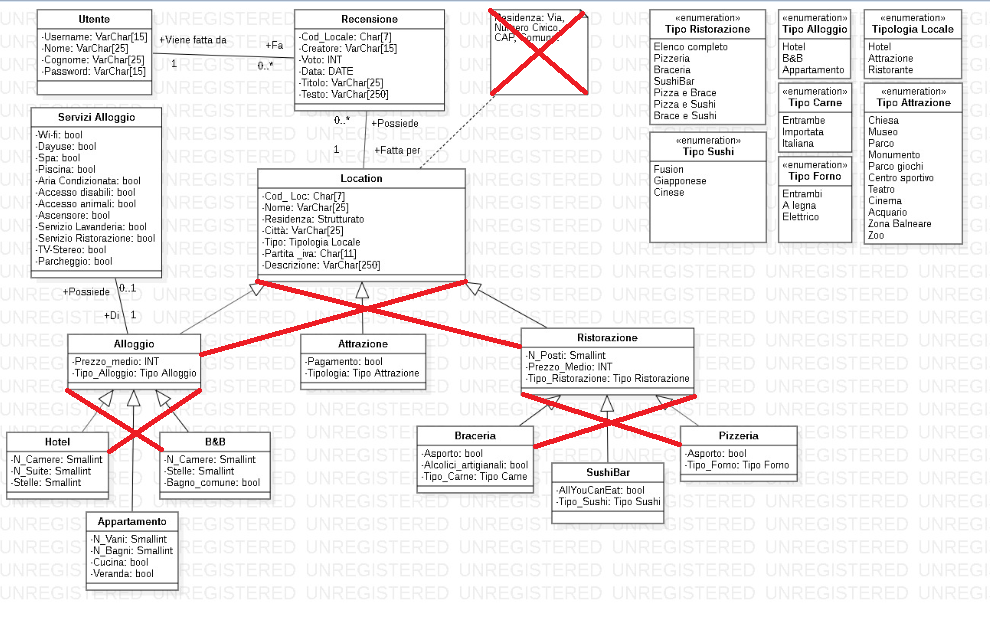 Utente
-Username: VarChar[15]
-Nome: VarChar[25]
-Cognome: VarChar[25]
-Password: VarChar[15]
+Viene fatta da
1
+Fa
0..*
Recensione
-Cod_Locale: Char[7]
-Creatore: VarChar[15]
-Voto: INT
-Data: DATE
-Titolo: VarChar[25]
-Testo: VarChar[250]
Residenza: Via,
Numero Civico,
CAP, Comune.
«enumeration»
Tipo Ristorazione
Elenco completo
Pizzeria
Braceria
SushiBar
Pizza e Brace
Pizza e Sushi
Brace e Sushi
«enumeration»
Tipo Alloggio
Hotel
B&B
Appartamento
«enumeration»
Tipologia Locale
Hotel
Attrazione
Ristorante
«enumeration»
Tipo Carne
Entrambe
Importata
Italiana
«enumeration»
Tipo Attrazione
Chiesa
Museo
Parco
Monumento
Parco giochi
Centro sportivo
Teatro
Cinema
Acquario
Zona Balneare
Zoo
«enumeration»
Tipo Sushi
Fusion
Giapponese
Cinese
«enumeration»
Tipo Forno
Entrambi
A legna
Elettrico
Servizi Alloggio
-Wi-fi: bool
-Dayuse: bool
-Spa: bool
-Piscina: bool
-Aria Condizionata: bool
-Accesso disabili: bool
-Accesso animali: bool
-Ascensore: bool
-Servizio Lavanderia: bool
-Servizio Ristorazione: bool
-TV-Stereo: bool
-Parcheggio: bool
0..*
+Possiede
1
+Fatta per
Location
-Cod_ Loc: Char[7]
-Nome: VarChar[25]
-Residenza: Strutturato
-Città: VarChar[25]
-Tipo: Tipologia Locale
-Partita _iva: Char[11]
-Descrizione: VarChar[250]
+Possiede
0..1
+Di
1
Alloggio
-Prezzo_medio: INT
-Tipo_Alloggio: Tipo Alloggio
Attrazione
-Pagamento: bool
-Tipologia: Tipo Attrazione
Ristorazione
-N_Posti: Smallint
-Prezzo_Medio: INT
-Tipo_Ristorazione: Tipo Ristorazione
Hotel
-N_Camere: Smallint
-N_Suite: Smallint
-Stelle: Smallint
B&B
-N_Camere: Smallint
-Stelle: Smallint
-Bagno_comune: bool
Appartamento
-N_Vani: Smallint
-N_Bagni: Smallint
-Cucina: bool
-Veranda: bool
Braceria
-Asporto: bool
-Alcolici_artigianali: bool
-Tipo_Carne: Tipo Carne
SushiBar
-AllYouCanEat: bool
-Tipo_Sushi: Tipo Sushi
Pizzeria
-Asporto: bool
-Tipo_Forno: Tipo Forno
UNREGISTERED